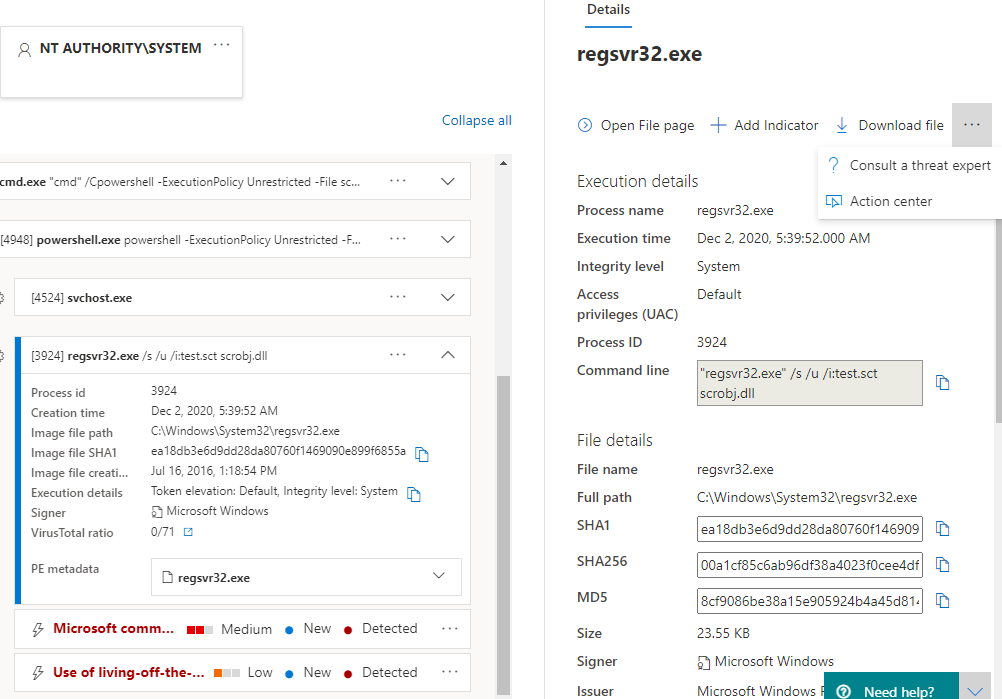 NT AUTHORITY\SYSTEM ...
Collapse all
cmd.exe "cmd" /Cpowershell -ExecutionPolicy Unrestricted -File sc... ...
[4948] powershell.exe powershell -ExecutionPolicy Unrestricted -F... ...
[4524] svchost.exe ...
[3924] regsvr32.exe /s /u /i:test.sct scrobj.dll ...
Process id 3924
Creation time Dec 2, 2020, 5:39:52 AM
Image file path C:\Windows\System32\regsvr32.exe
Image file SHA1 ea18db3e6d9dd28da80760f1469090e899f6855a
Image file creati... Jul 16, 2016, 1:18:54 PM
Execution details Token elevation: Default, Integrity level: System
Signer Microsoft Windows
VirusTotal ratio 0/71
PE metadata regsvr32.exe
Microsoft comm... Medium New Detected ...
Use of living-off-the-... Low New Detected ...
Details
regsvr32.exe
Open File page Add Indicator Download file ...
Consult a threat expert
Action center
Execution details
Process name regsvr32.exe
Execution time Dec 2, 2020, 5:39:52.000 AM
Integrity level System
Access Default
privileges (UAC)
Process ID 3924
Command line "regsvr32.exe" /s /u /i:test.sct
scrobj.dll
File details
File name regsvr32.exe
Full path C:\Windows\System32\regsvr32.exe
SHA1 ea18db3e6d9dd28da80760f146909
SHA256 00a1cf85c6ab96df38a4023f0cee4df
MD5 8cf9086be38a15e905924b4a45d814
Size 23.55 KB
Signer Microsoft Windows
Issuer Microsoft Windows
Need help?